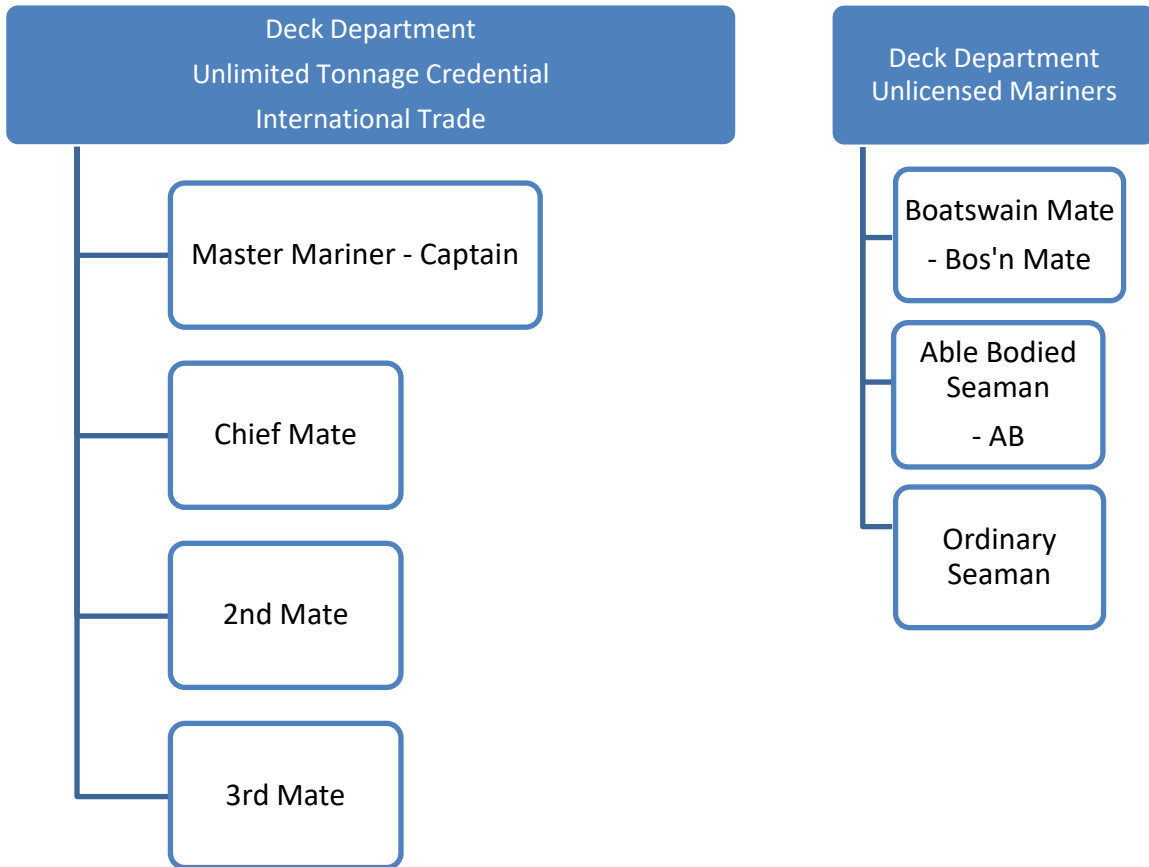 Deck Department
Unlimited Tonnage Credential
International Trade
Master Mariner - Captain
Chief Mate
2nd Mate
3rd Mate
Deck Department
Unlicensed Mariners
Boatswain Mate
- Bos'n Mate
Able Bodied
Seaman
- AB
Ordinary
Seaman